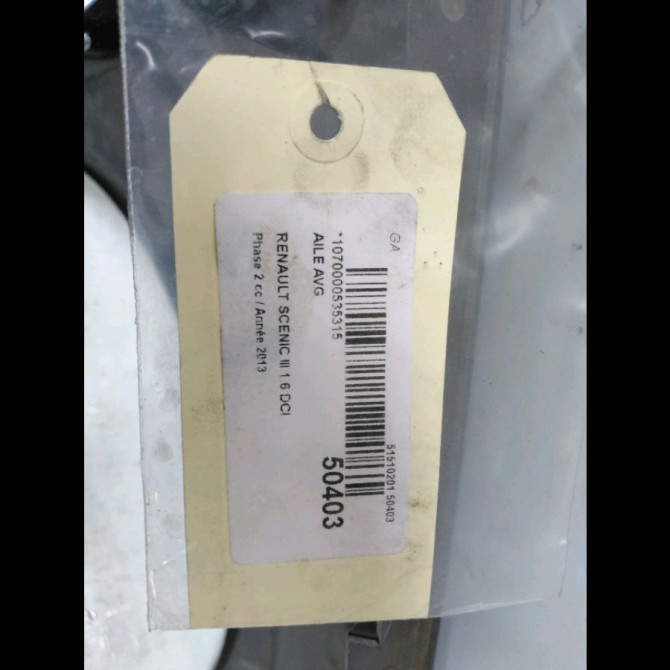 GA
51510201 50403
*1070000535315
50403
AILE AVG
RENAULT SCENIC III 1.6 DCI
Phase 2 cc / Année 2013